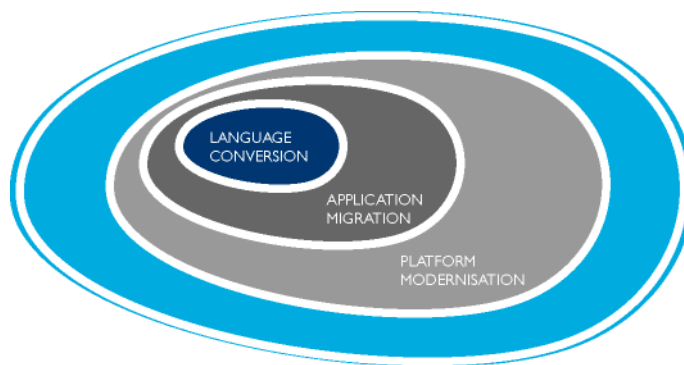 LANGUAGE
CONVERSION
APPLICATION
MIGRATION
PLATFORM
MODERNISATION